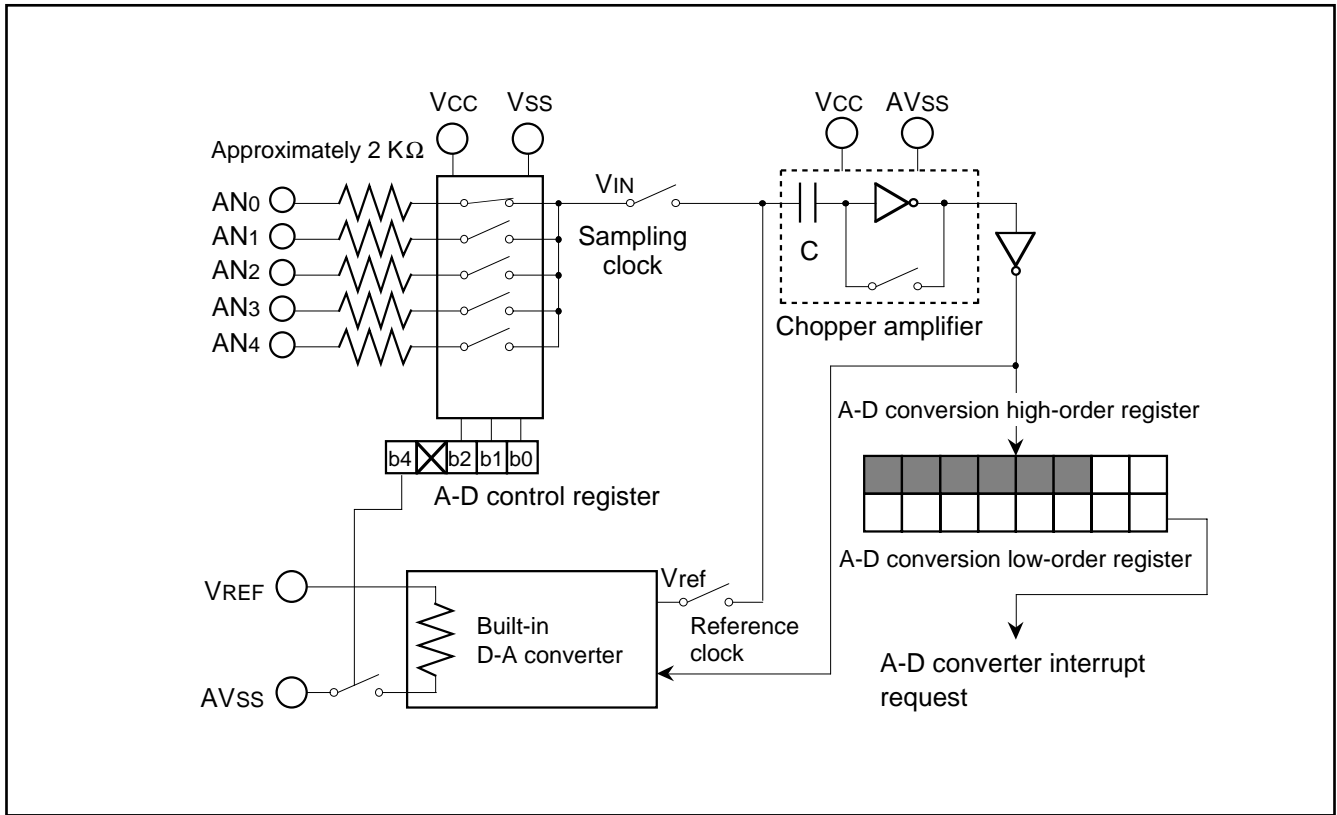 VCC VSS
VCC AVSS
Approximately 2 KΩ
AN0
AN1
AN2
AN3
AN4
VIN
Sampling
clock
C
Chopper amplifier
b4 b2 b1 b0
A-D control register
A-D conversion high-order register
A-D conversion low-order register
VREF
AVSS
Built-in
D-A converter
Vref
Reference
clock
A-D converter interrupt
request